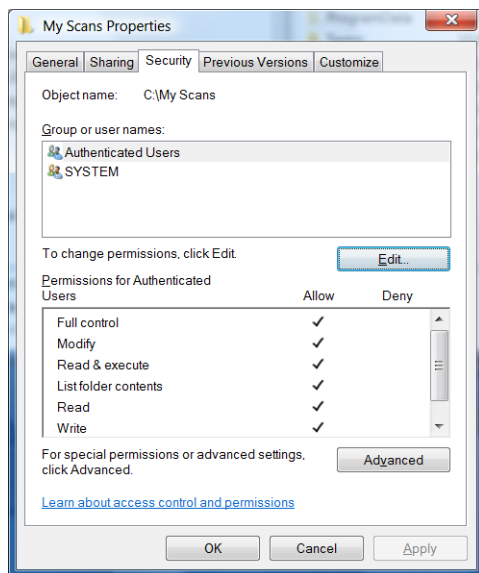 My Scans Properties
General Sharing Security Previous Versions Customize
Object name: C:\My Scans
Group or user names:
Authenticated Users
SYSTEM
To change permissions, click Edit.
Edit...
Permissions for Authenticated
Users Allow Deny
Full control
Modify
Read & execute
List folder contents
Read
Write
For special permissions or advanced settings,
click Advanced.
Advanced
Learn about access control and permissions
OK Cancel Apply